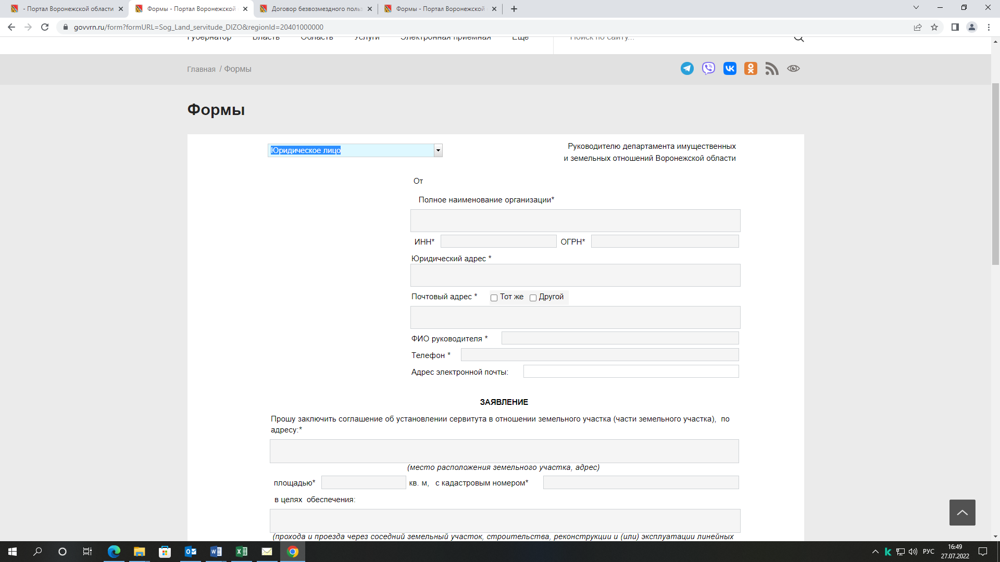 - Портал Воронежской области
Формы - Портал Воронежской
Договор безвозмездного поль
Формы - Портал Воронежской
govvrn.ru/form?formURL=Sog_Land_servitude_DIZO&regionId=20401000000
Губернатор Власть Область Услуги Электронная приемная Еще Поиск по сайту...
Главная / Формы
Формы
Юридическое лицо
Руководителю департамента имущественных
и земельных отношений Воронежской области
От
Полное наименование организации*
ИНН* ОГРН*
Юридический адрес *
Почтовый адрес * Тот же Другой
ФИО руководителя *
Телефон *
Адрес электронной почты:
ЗАЯВЛЕНИЕ
Прошу заключить соглашение об установлении сервитута в отношении земельного участка (части земельного участка), по
адресу:*
(место расположения земельного участка, адрес)
площадью* кв. м, с кадастровым номером*
в целях обеспечения:
(прохода и проезда через соседний земельный участок, строительства, реконструкции и (или) эксплуатации линейных
РУС
16:49
27.07.2022